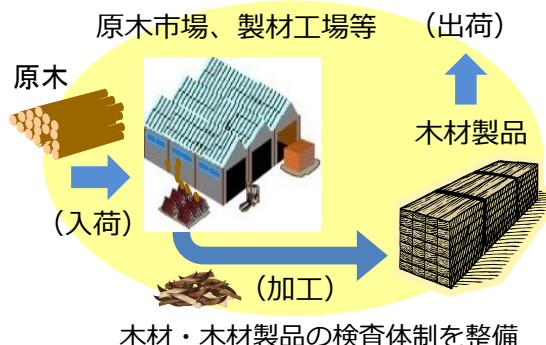 原木市場、製材工場等
（出荷）
原木
木材製品
（入荷）
（加工）
木材・木材製品の検査体制を整備